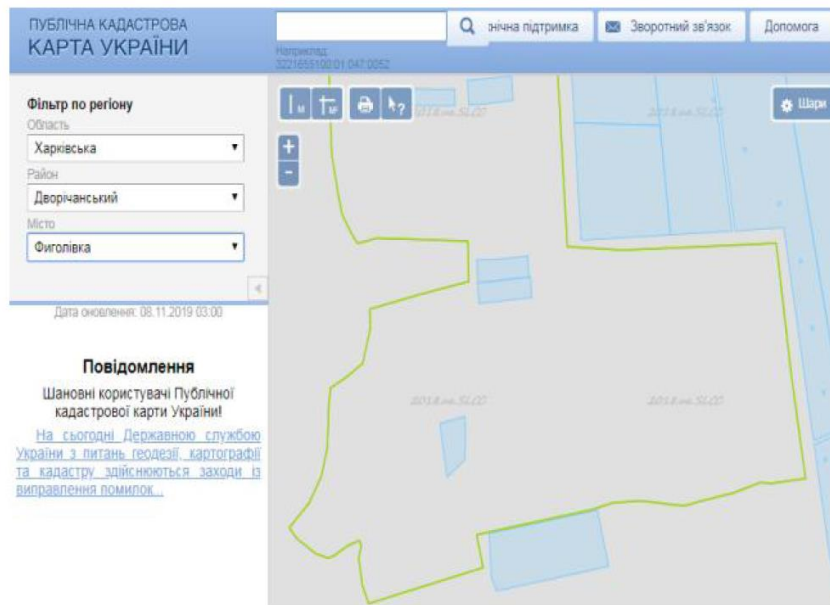 ПУБЛІЧНА КАДАСТРОВА
КАРТА УКРАЇНИ
нічна підтримка
Зворотний зв'язок
Допомога
Наприклад:
3221655100:01:047:0052
Фільтр по регіону
Область
Харківська
Район
Дворічанський
Місто
Фиголівка
Дата оновлення: 08.11.2019 03:00
Повідомлення
Шановні користувачі Публічної
кадастрової карти України!
На сьогодні Державною службою
України з питань геодезії, картографії
та кадастру здійснюються заходи із
виправлення помилок...
M
?
+
-
Шари